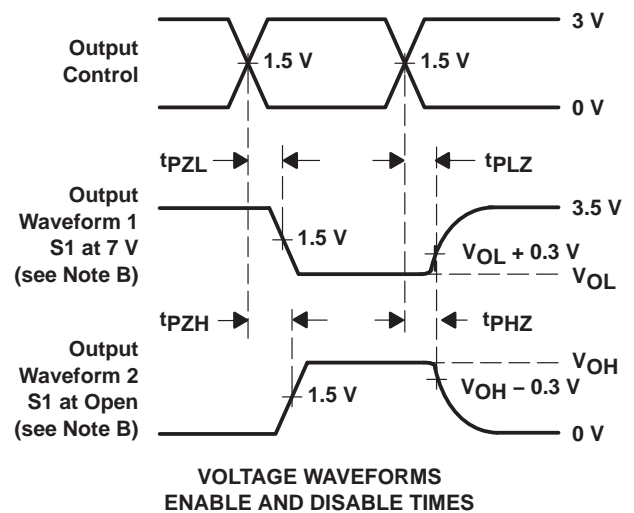 3 V
Output
Control
1.5 V
1.5 V
0 V
tPZL
tPLZ
Output
Waveform 1
S1 at 7 V
(see Note B)
3.5 V
1.5 V
VOL + 0.3 V
VOL
tPZH
tPHZ
Output
Waveform 2
S1 at Open
(see Note B)
VOH
1.5 V
VOH – 0.3 V
0 V
VOLTAGE WAVEFORMS
ENABLE AND DISABLE TIMES